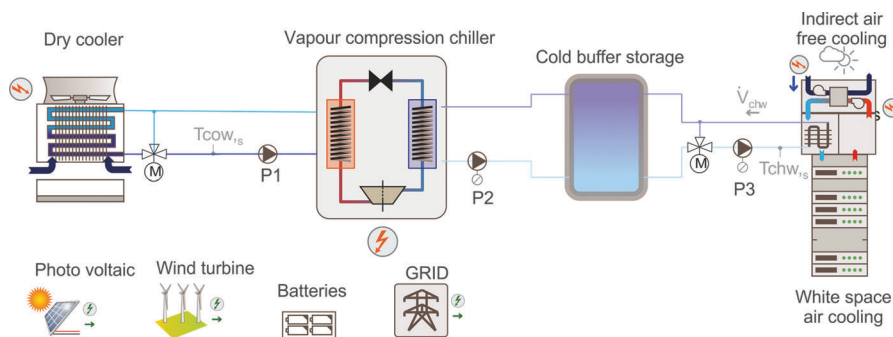 Indirect air
free cooling
Dry cooler
Vapour compression chiller
Cold buffer storage
V̇chw
s
Tcow,s
M
P1
P2
M
P3
Tchw,s
Photo voltaic
Wind turbine
Batteries
GRID
White space
air cooling